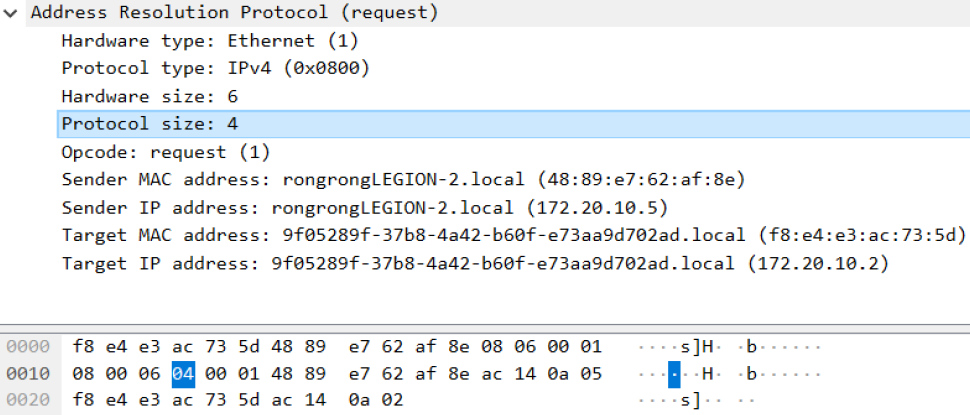 Address Resolution Protocol (request)
Hardware type: Ethernet (1)
Protocol type: IPv4 (0x0800)
Hardware size: 6
Protocol size: 4
Opcode: request (1)
Sender MAC address: rongrongLEGION-2.local (48:89:e7:62:af:8e)
Sender IP address: rongrongLEGION-2.local (172.20.10.5)
Target MAC address: 9f05289f-37b8-4a42-b60f-e73aa9d702ad.local (f8:e4:e3:ac:73:5d)
Target IP address: 9f05289f-37b8-4a42-b60f-e73aa9d702ad.local (172.20.10.2)
0000 f8 e4 e3 ac 73 5d 48 89 e7 62 af 8e 08 06 00 01 ····s]H· ·b······
0010 08 00 06 04 00 01 48 89 e7 62 af 8e ac 14 0a 05 ······H· ·b······
0020 f8 e4 e3 ac 73 5d ac 14 0a 02 ····s]·· ··